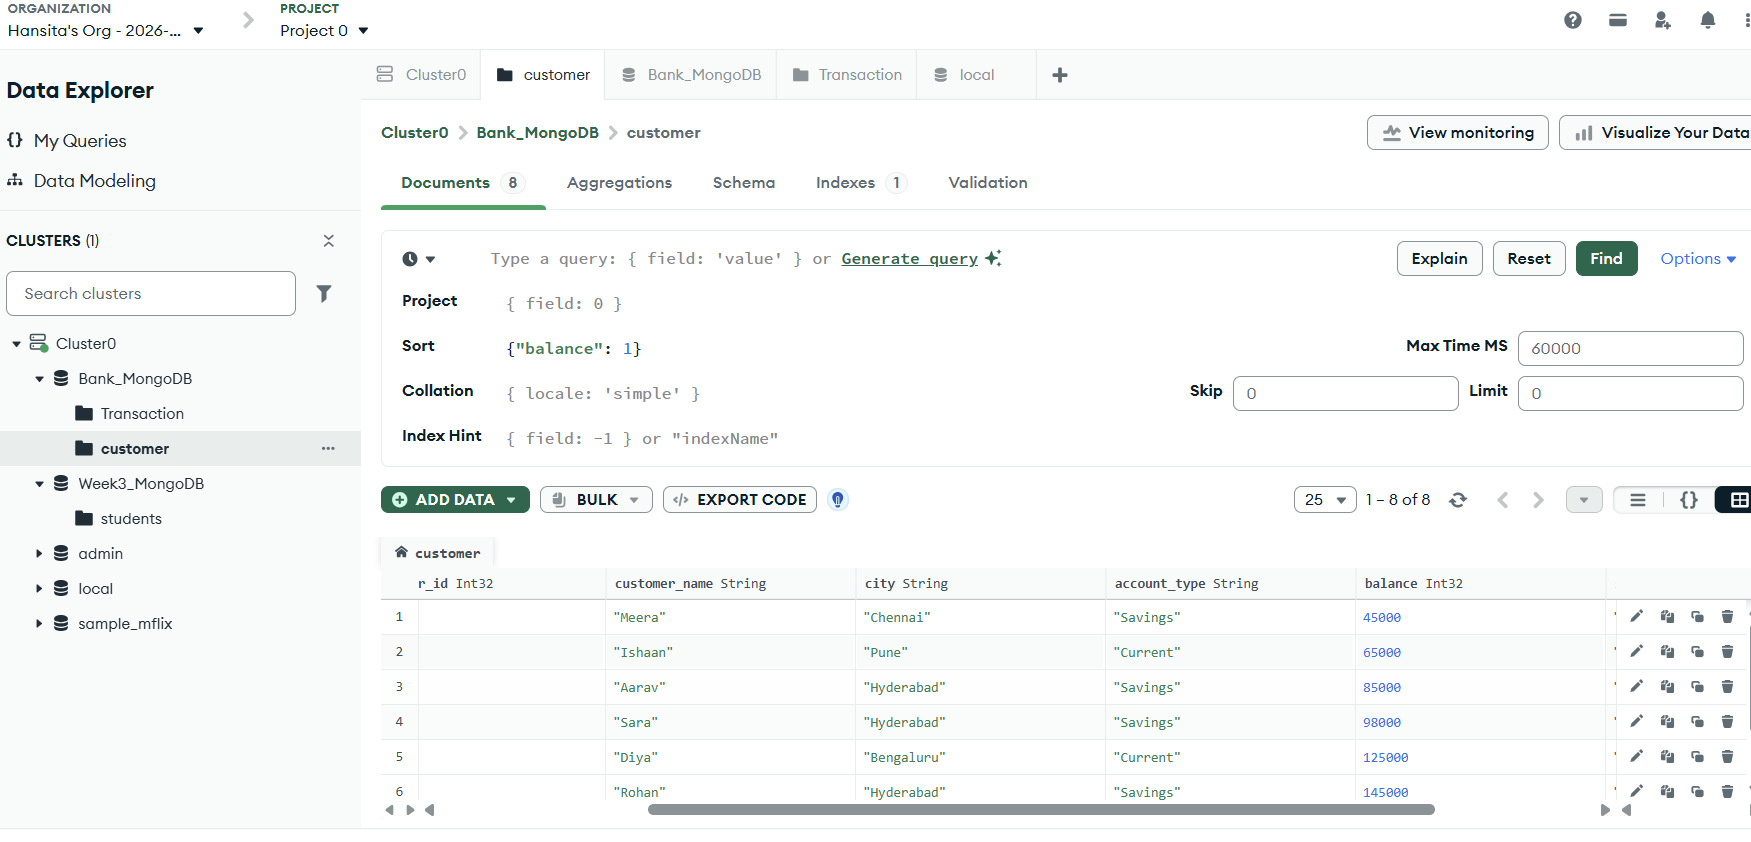 ORGANIZATION
Hansita's Org - 2026-...
PROJECT
Project 0
Data Explorer
My Queries
Data Modeling
CLUSTERS (1)
Search clusters
Cluster0
Bank_MongoDB
Transaction
customer
Week3_MongoDB
students
admin
local
sample_mflix
Cluster0 customer Bank_MongoDB Transaction local
Cluster0 > Bank_MongoDB > customer
View monitoring Visualize Your Data
Documents 8 Aggregations Schema Indexes 1 Validation
Type a query: { field: 'value' } or Generate query
Explain Reset Find Options
Project { field: 0 }
Sort {"balance": 1}
Max Time MS 60000
Collation { locale: 'simple' }
Skip 0 Limit 0
Index Hint { field: -1 } or "indexName"
ADD DATA BULK EXPORT CODE
25 1 – 8 of 8
customer
r_id Int32 customer_name String city String account_type String balance Int32
1 "Meera" "Chennai" "Savings" 45000
2 "Ishaan" "Pune" "Current" 65000
3 "Aarav" "Hyderabad" "Savings" 85000
4 "Sara" "Hyderabad" "Savings" 98000
5 "Diya" "Bengaluru" "Current" 125000
6 "Rohan" "Hyderabad" "Savings" 145000